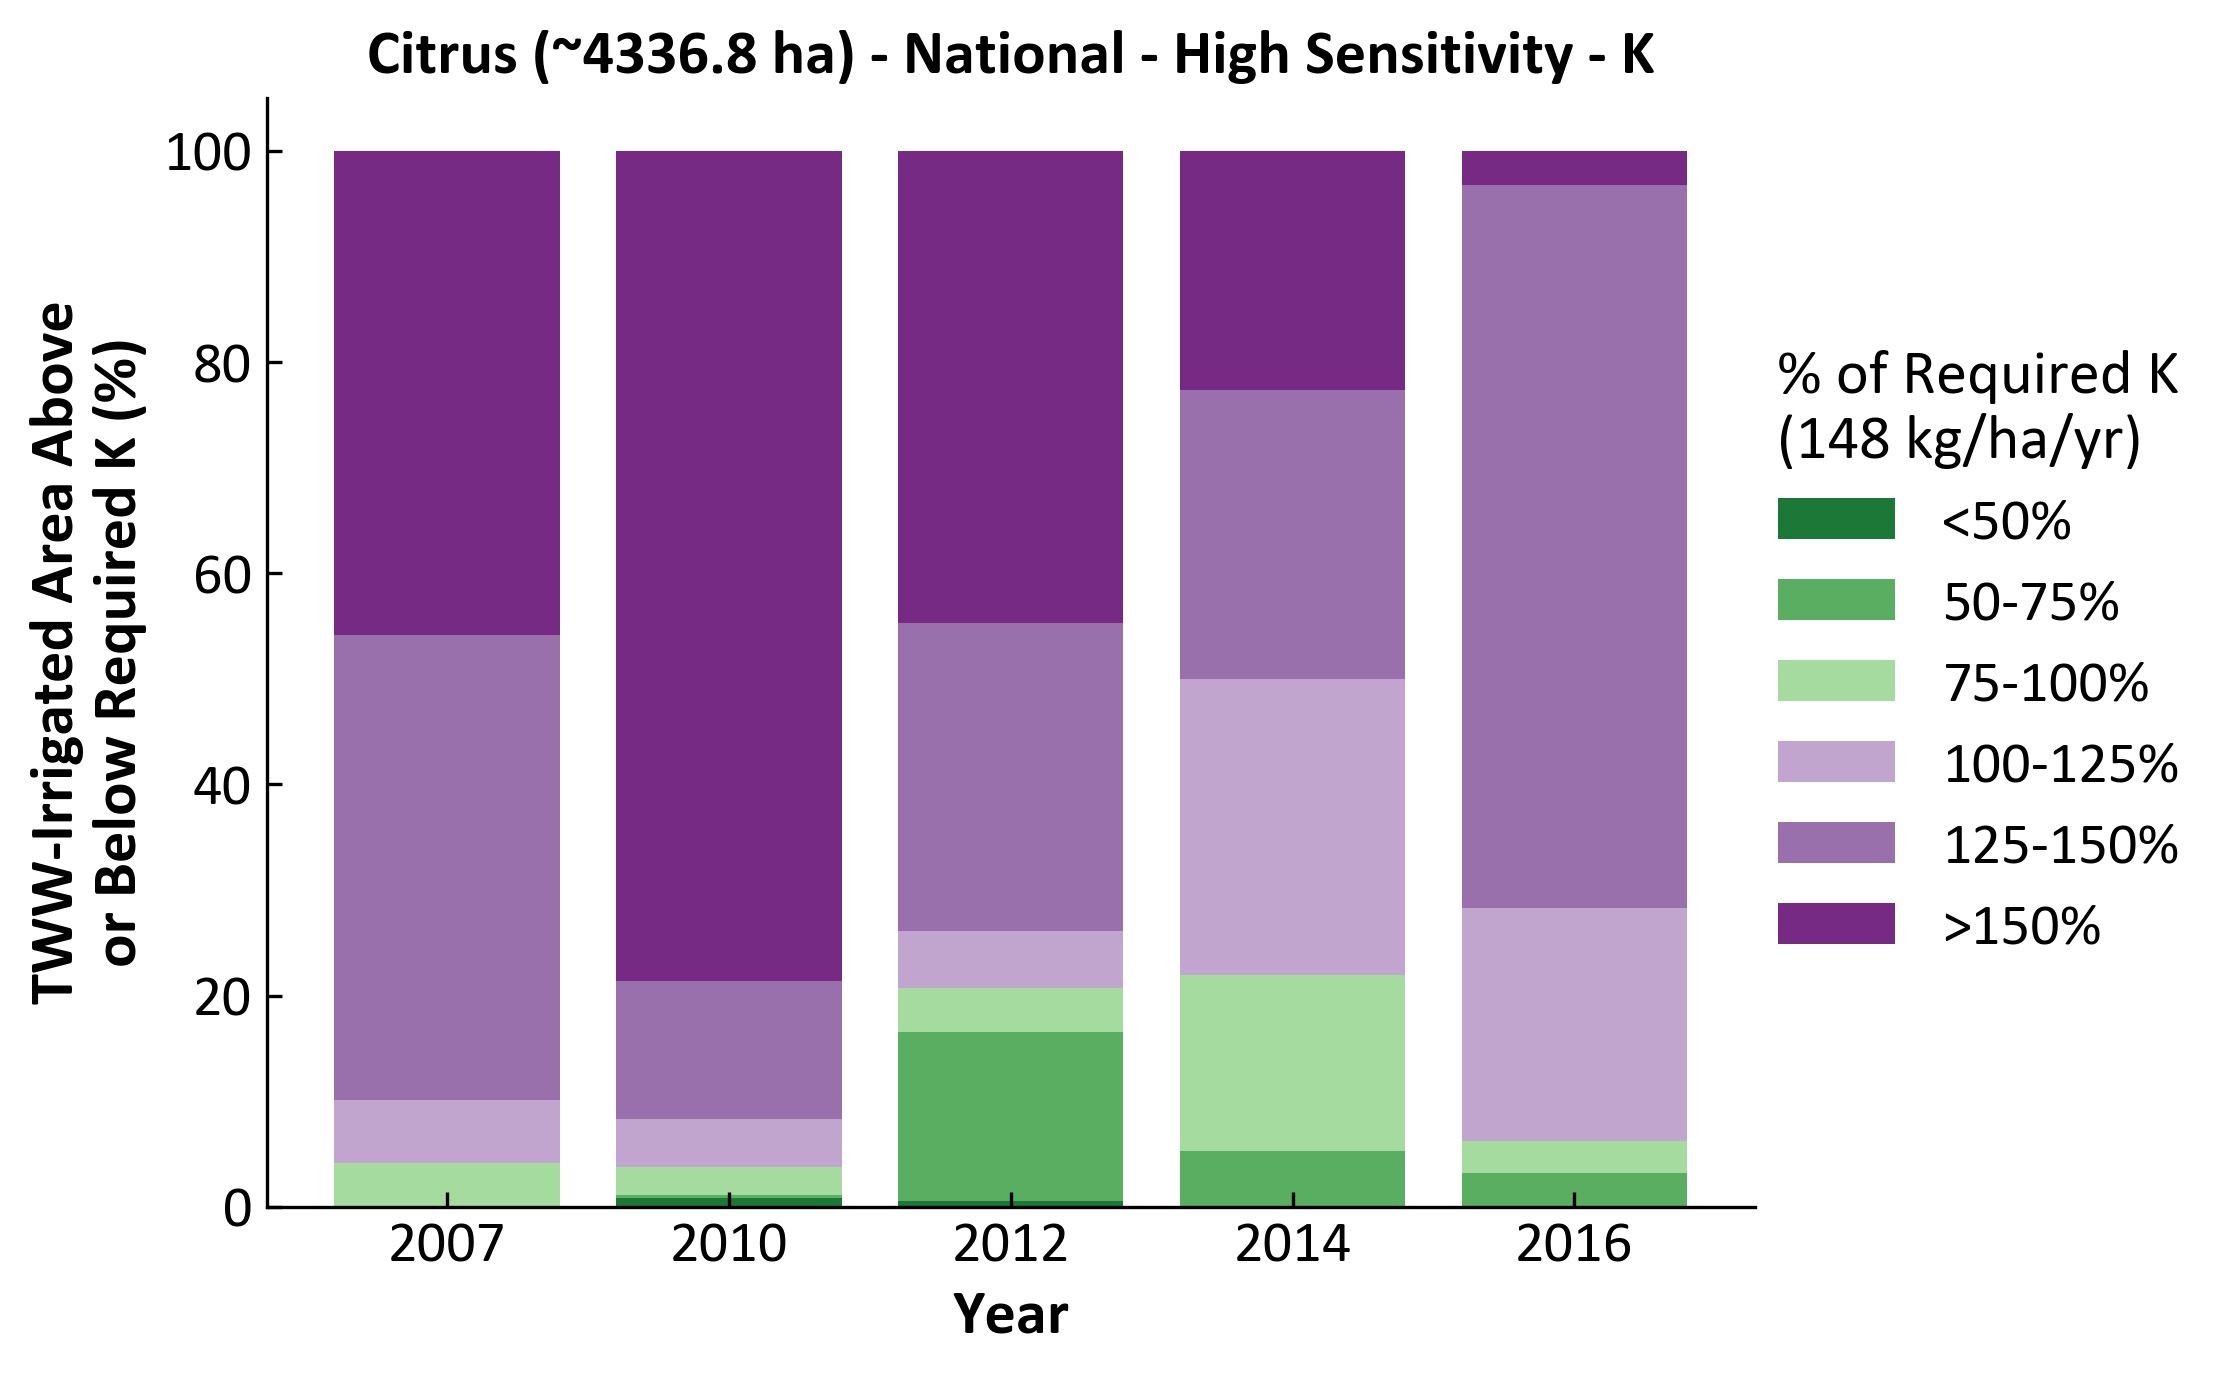 Citrus (~4336.8 ha) - National - High Sensitivity - K
TWW-Irrigated Area Above
or Below Required K (%)
100
80
60
40
20
0
2007
2010
2012
2014
2016
Year
% of Required K
(148 kg/ha/yr)
<50%
50-75%
75-100%
100-125%
125-150%
>150%